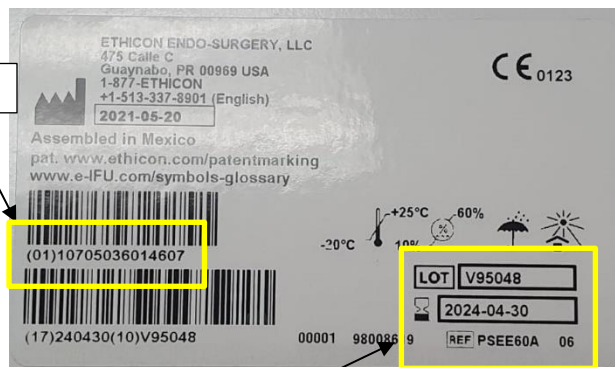 ETHICON ENDO-SURGERY, LLC
475 Calle C
Guaynabo, PR 00969 USA
1-877-ETHICON
+1-513-337-8901 (English)
2021-05-20
CE 0123
Assembled in Mexico
pat. www.ethicon.com/patentmarking
www.e-IFU.com/symbols-glossary
+25°C
60%
-20°C
10%
(01)10705036014607
LOT V95048
2024-04-30
(17)240430(10)V95048
00001
REF PSEE60A 06